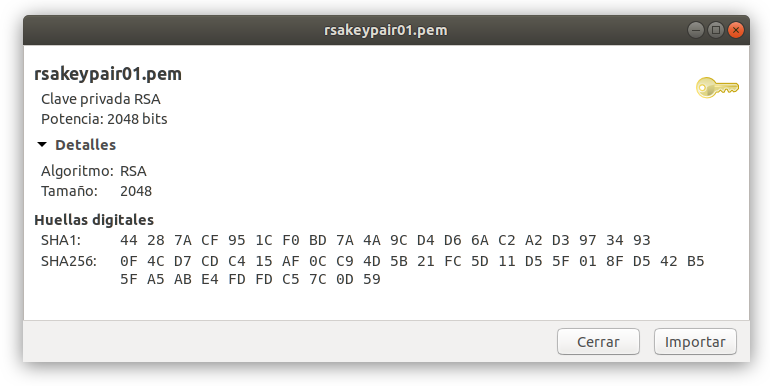 rsakeypair01.pem
rsakeypair01.pem
Clave privada RSA
Potencia: 2048 bits
Detalles
Algoritmo: RSA
Tamaño: 2048
Huellas digitales
SHA1: 44 28 7A CF 95 1C F0 BD 7A 4A 9C D4 D6 6A C2 A2 D3 97 34 93
SHA256: 0F 4C D7 CD C4 15 AF 0C C9 4D 5B 21 FC 5D 11 D5 5F 01 8F D5 42 B5
5F A5 AB E4 FD FD C5 7C 0D 59
Cerrar Importar